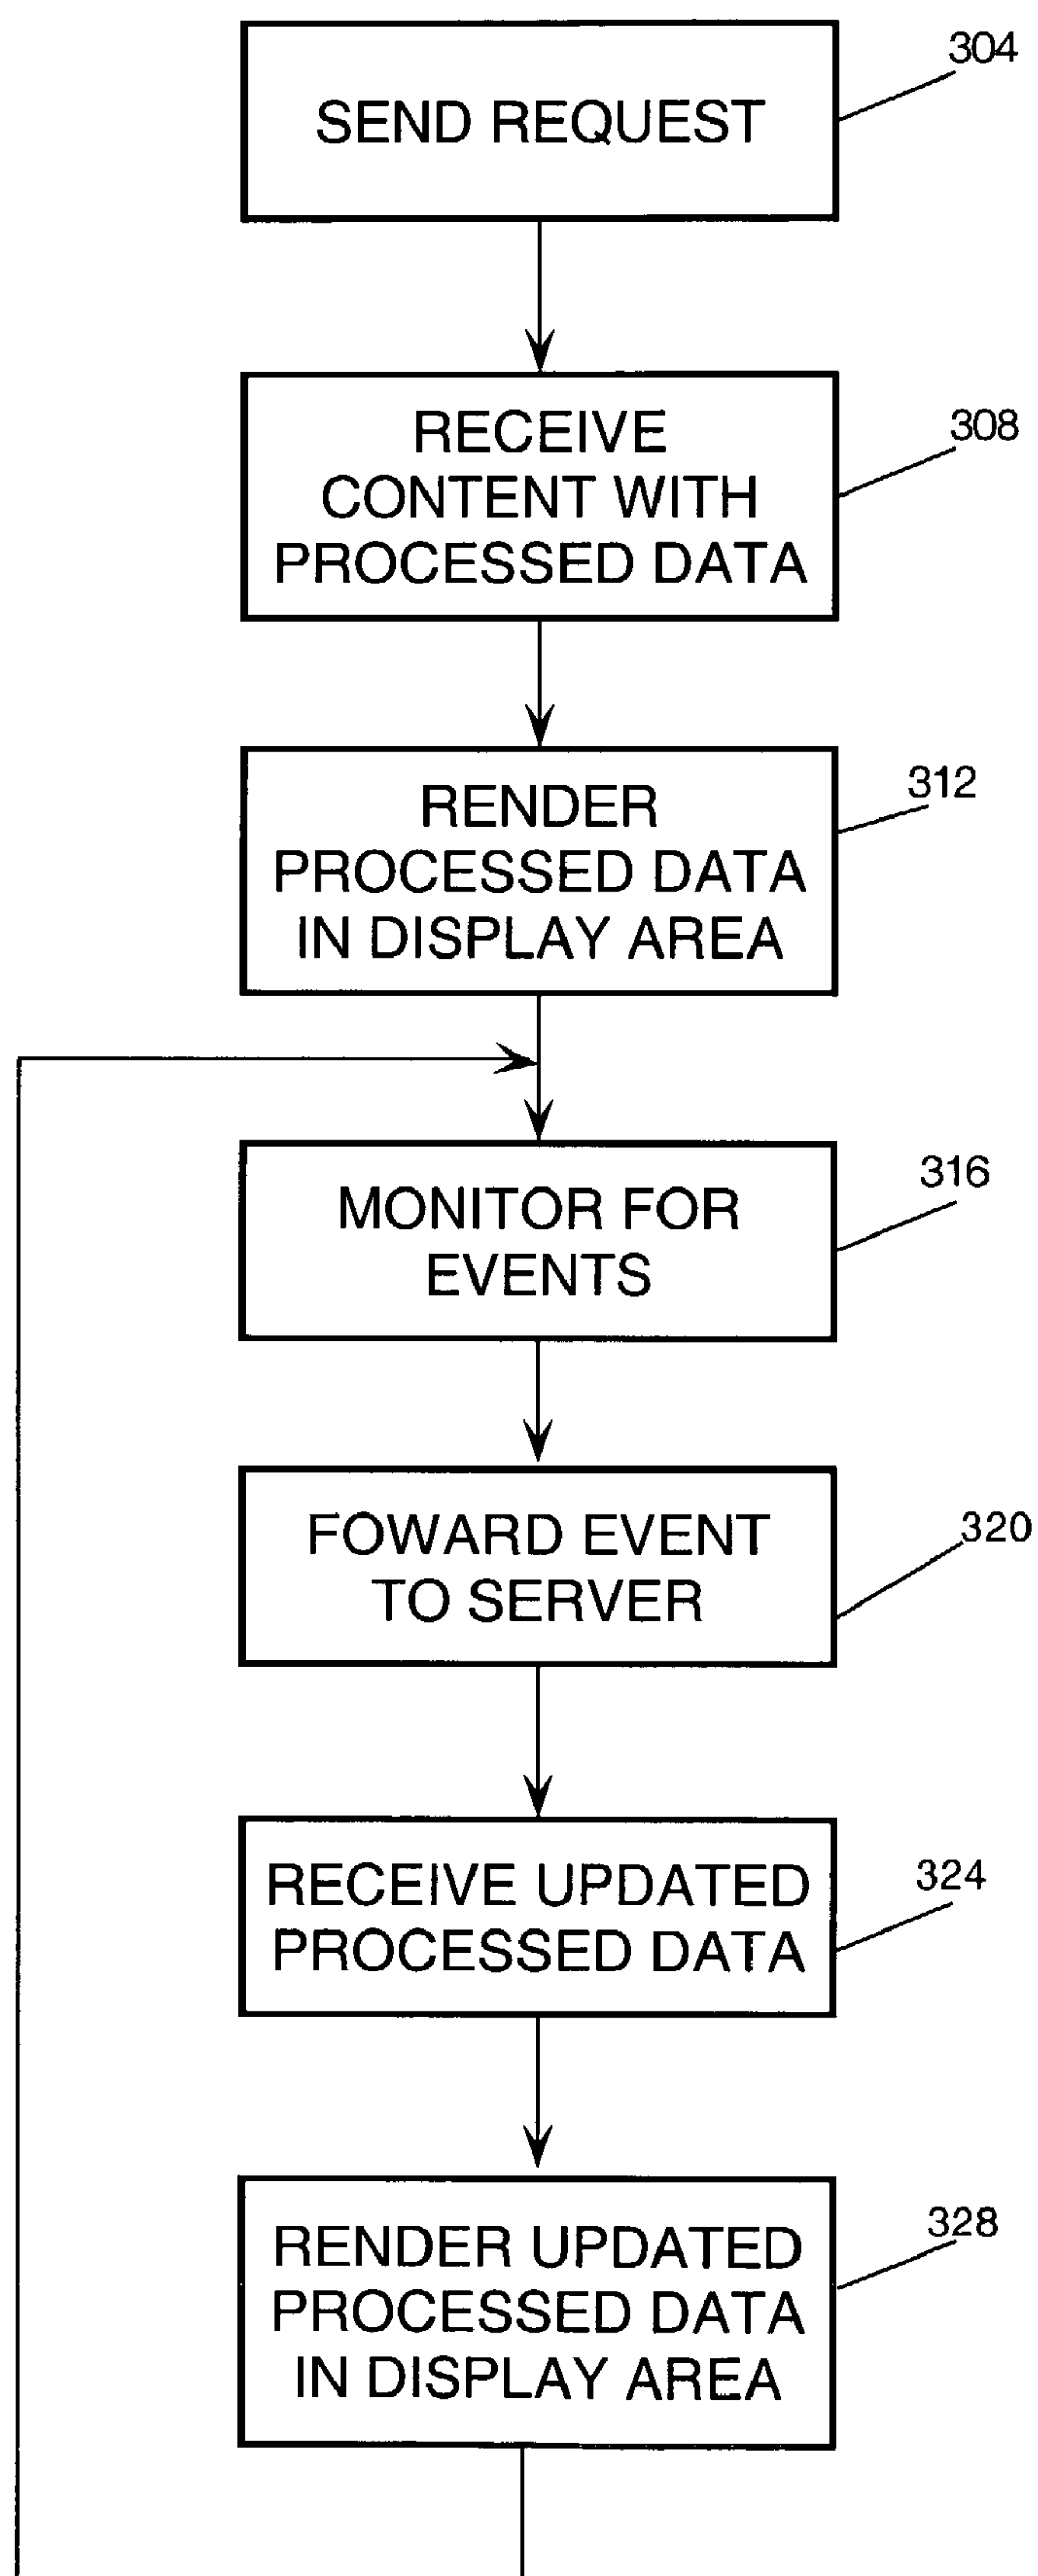 304
SEND REQUEST
308
RECEIVE
CONTENT WITH
PROCESSED DATA
312
RENDER
PROCESSED DATA
IN DISPLAY AREA
316
MONITOR FOR
EVENTS
320
FOWARD EVENT
TO SERVER
324
RECEIVE UPDATED
PROCESSED DATA
328
RENDER UPDATED
PROCESSED DATA
IN DISPLAY AREA